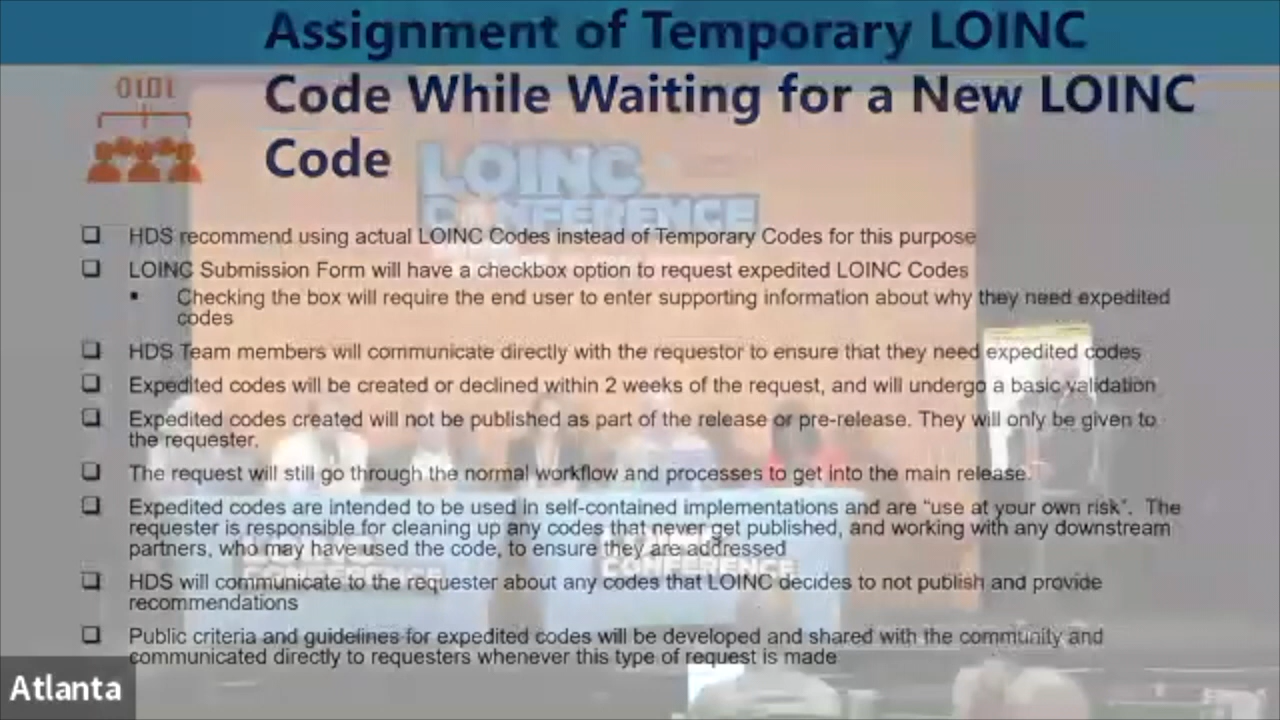 Assignment of Temporary LOINC
Code While Waiting for a New LOINC
Code
0101
LOINC
CONFERENCE
HDS recommend using actual LOINC Codes instead of Temporary Codes for this purpose
LOINC Submission Form will have a checkbox option to request expedited LOINC Codes
Checking the box will require the end user to enter supporting information about why they need expedited
codes
HDS Team members will communicate directly with the requestor to ensure that they need expedited codes
Expedited codes will be created or declined within 2 weeks of the request, and will undergo a basic validation
Expedited codes created will not be published as part of the release or pre-release. They will only be given to
the requester.
The request will still go through the normal workflow and processes to get into the main release.
Expedited codes are intended to be used in self-contained implementations and are “use at your own risk”. The
requester is responsible for cleaning up any codes that never get published, and working with any downstream
partners, who may have used the code, to ensure they are addressed
LOINC
CONFERENCE
LOINC
CONFERENCE
HDS will communicate to the requester about any codes that LOINC decides to not publish and provide
recommendations
Public criteria and guidelines for expedited codes will be developed and shared with the community and
communicated directly to requesters whenever this type of request is made
Atlanta